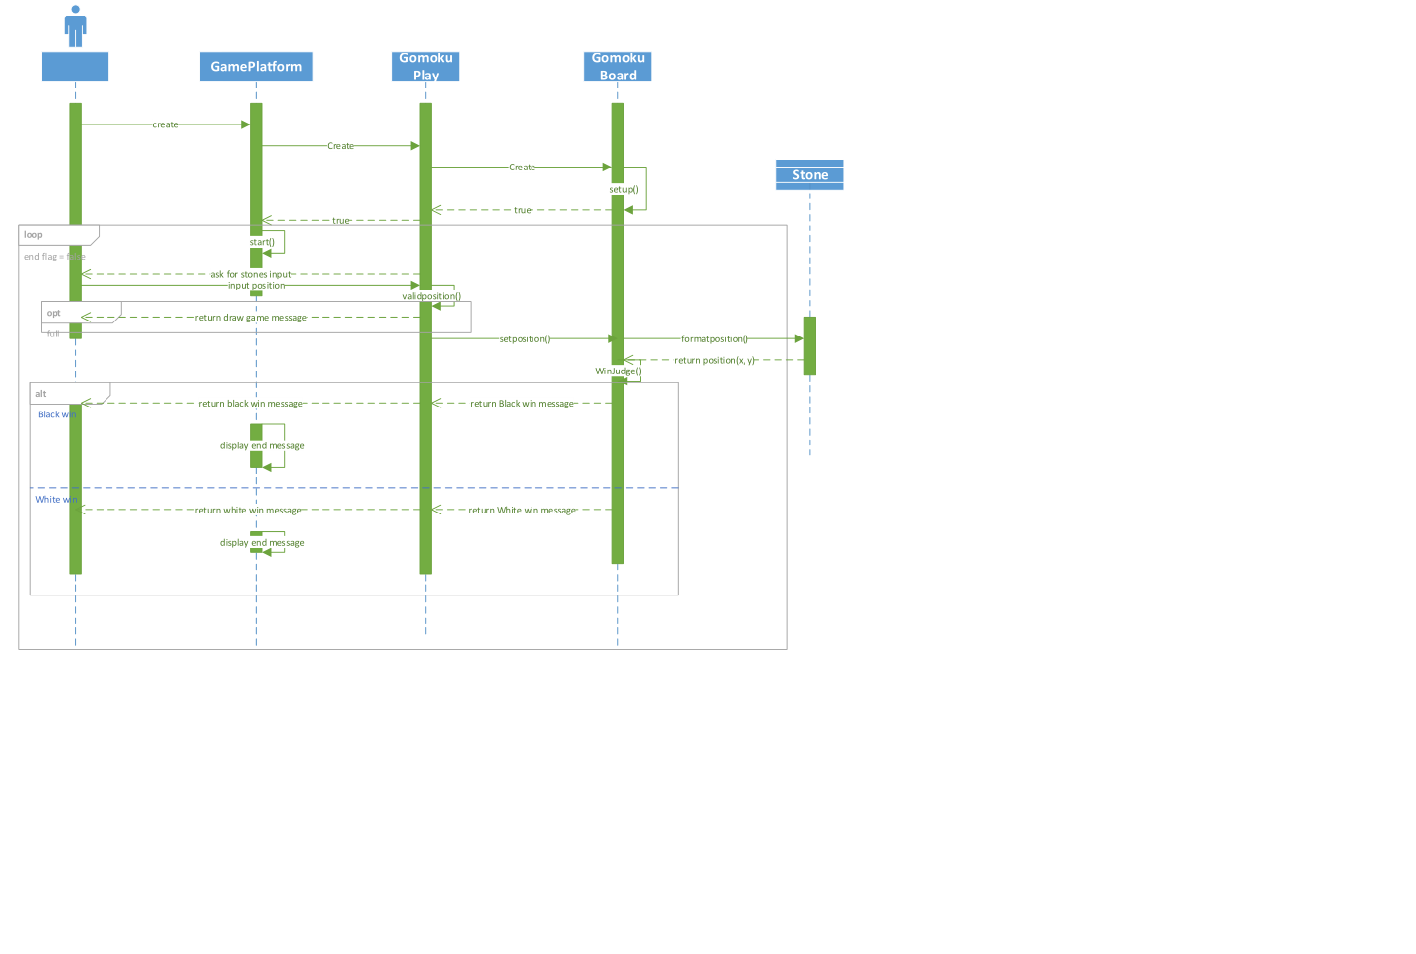 GamePlatform
Gomoku
Play
Gomoku
Board
create
Create
Create
Stone
setup()
true
true
loop
start()
end flag = false
ask for stones input
input position
validposition()
opt
return draw game message
full
setposition()
formatposition()
return position(x, y)
WinJudge()
alt
return black win message
return Black win message
Black win
display end message
White win
return white win message
return White wn message
display end message